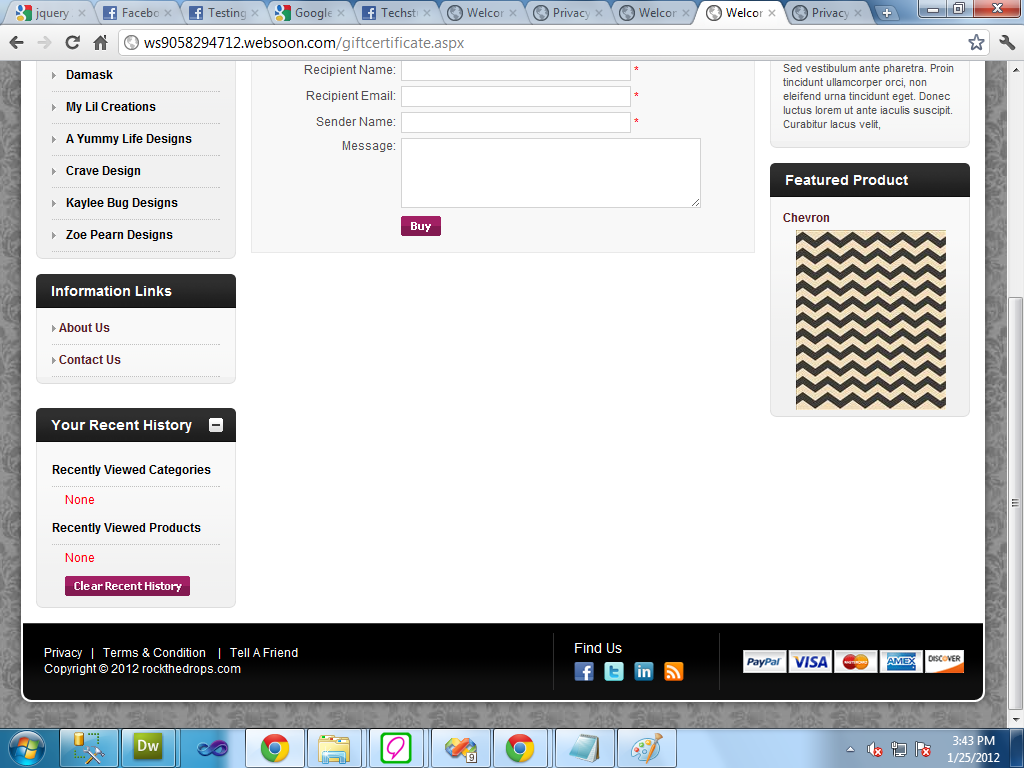 jquery
Faceboo
Testing
Google
Techst
Welcor
Privacy
Welcor
Welcor
Privacy
ws9058294712.websoon.com/giftcertificate.aspx
Damask
My Lil Creations
A Yummy Life Designs
Crave Design
Kaylee Bug Designs
Zoe Pearn Designs
Information Links
About Us
Contact Us
Your Recent History
Recently Viewed Categories
None
Recently Viewed Products
None
Clear Recent History
Recipient Name: *
Recipient Email: *
Sender Name: *
Message:
Buy
Sed vestibulum ante pharetra. Proin
tincidunt ullamcorper orci, non
eleifend urna tincidunt eget. Donec
luctus lorem ut ante iaculis suscipit.
Curabitur lacus velit,
Featured Product
Chevron
Privacy | Terms & Condition | Tell A Friend
Copyright © 2012 rockthedrops.com
Find Us
PayPal VISA MasterCard AMEX DISCOVER
Dw
9
3:43 PM
1/25/2012